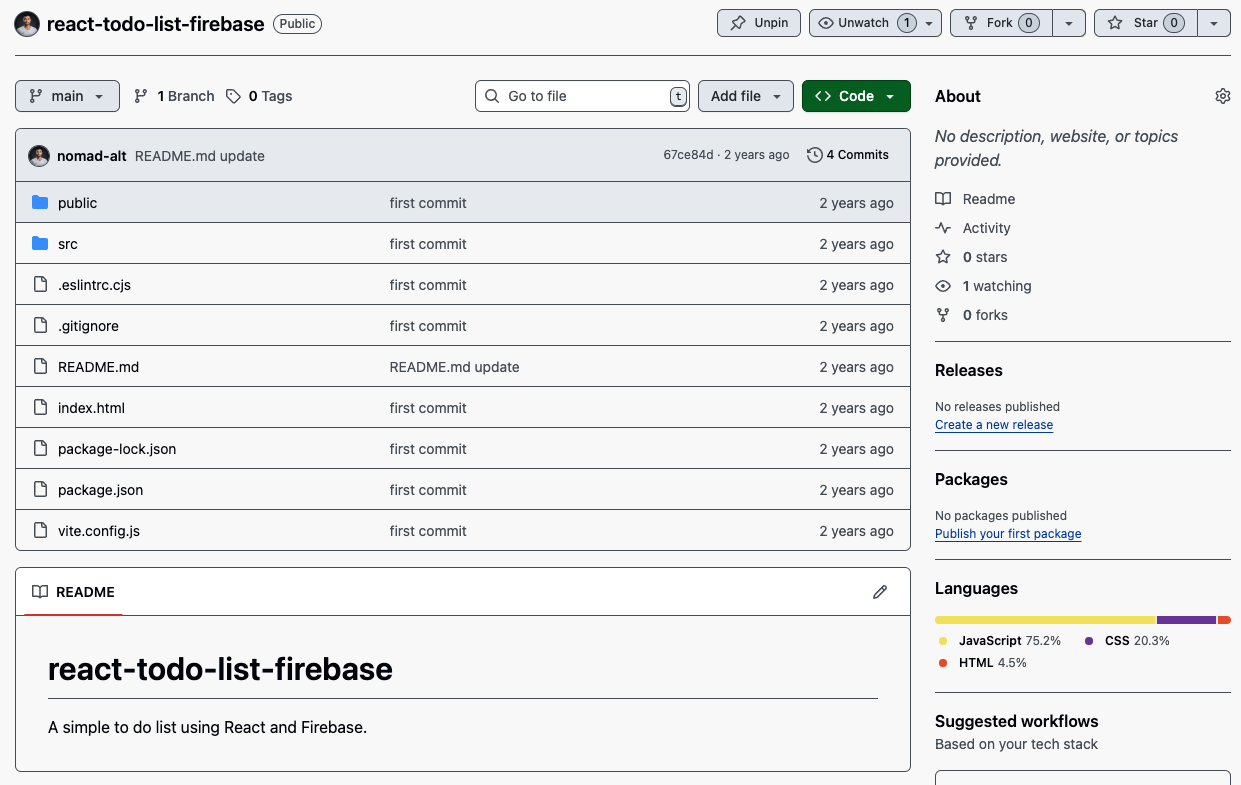 react-todo-list-firebase Public Unpin Unwatch 1 Fork 0 Star 0
main 1 Branch 0 Tags Go to file t Add file Code
nomad-alt README.md update 67ce84d · 2 years ago 4 Commits
public first commit 2 years ago
src first commit 2 years ago
.eslintrc.cjs first commit 2 years ago
.gitignore first commit 2 years ago
README.md README.md update 2 years ago
index.html first commit 2 years ago
package-lock.json first commit 2 years ago
package.json first commit 2 years ago
vite.config.js first commit 2 years ago
README
react-todo-list-firebase
A simple to do list using React and Firebase.
About
No description, website, or topics
provided.
Readme
Activity
0 stars
1 watching
0 forks
Releases
No releases published
Create a new release
Packages
No packages published
Publish your first package
Languages
JavaScript 75.2% CSS 20.3%
HTML 4.5%
Suggested workflows
Based on your tech stack